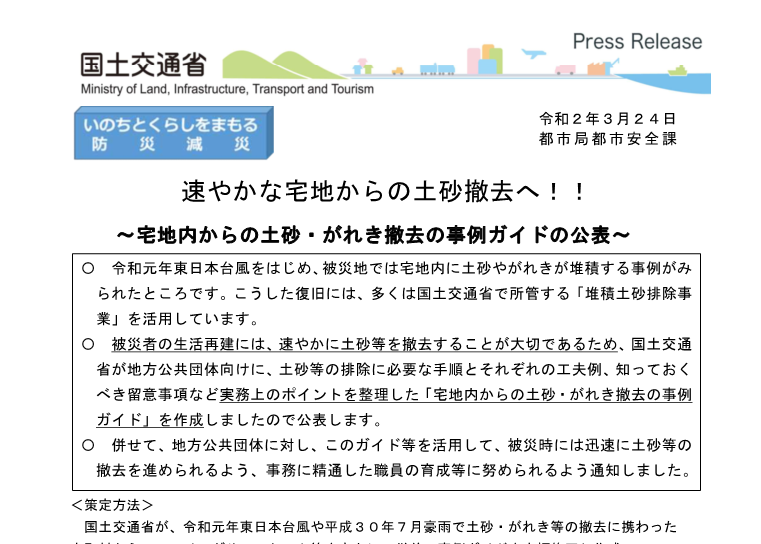 Press Release
国土交通省
Ministry of Land, Infrastructure, Transport and Tourism
いのちとくらしをまもる
防 災 減 災
令和２年３月２４日
都市局都市安全課
速やかな宅地からの土砂撤去へ！！
～宅地内からの土砂・がれき撤去の事例ガイドの公表～
○ 令和元年東日本台風をはじめ、被災地では宅地内に土砂やがれきが堆積する事例がみ
られたところです。こうした復旧には、多くは国土交通省で所管する「堆積土砂排除事
業」を活用しています。
○ 被災者の生活再建には、速やかに土砂等を撤去することが大切であるため、国土交通
省が地方公共団体向けに、土砂等の排除に必要な手順とそれぞれの工夫例、知っておく
べき留意事項など実務上のポイントを整理した「宅地内からの土砂・がれき撤去の事例
ガイド」を作成しましたので公表します。
○ 併せて、地方公共団体に対し、このガイド等を活用して、被災時には迅速に土砂等の
撤去を進められるよう、事務に精通した職員の育成等に努められるよう通知しました。
＜策定方法＞
国土交通省が、令和元年東日本台風や平成３０年７月豪雨で土砂・がれき等の撤去に携わった